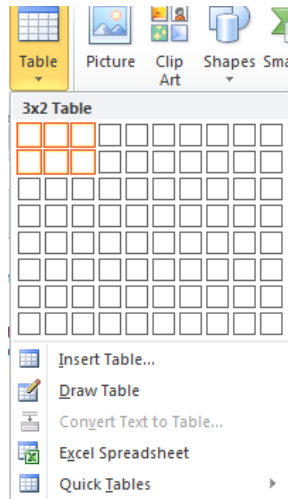 Table Picture Clip Shapes Sma
Art
3x2 Table
Insert Table...
Draw Table
Convert Text to Table...
Excel Spreadsheet
Quick Tables